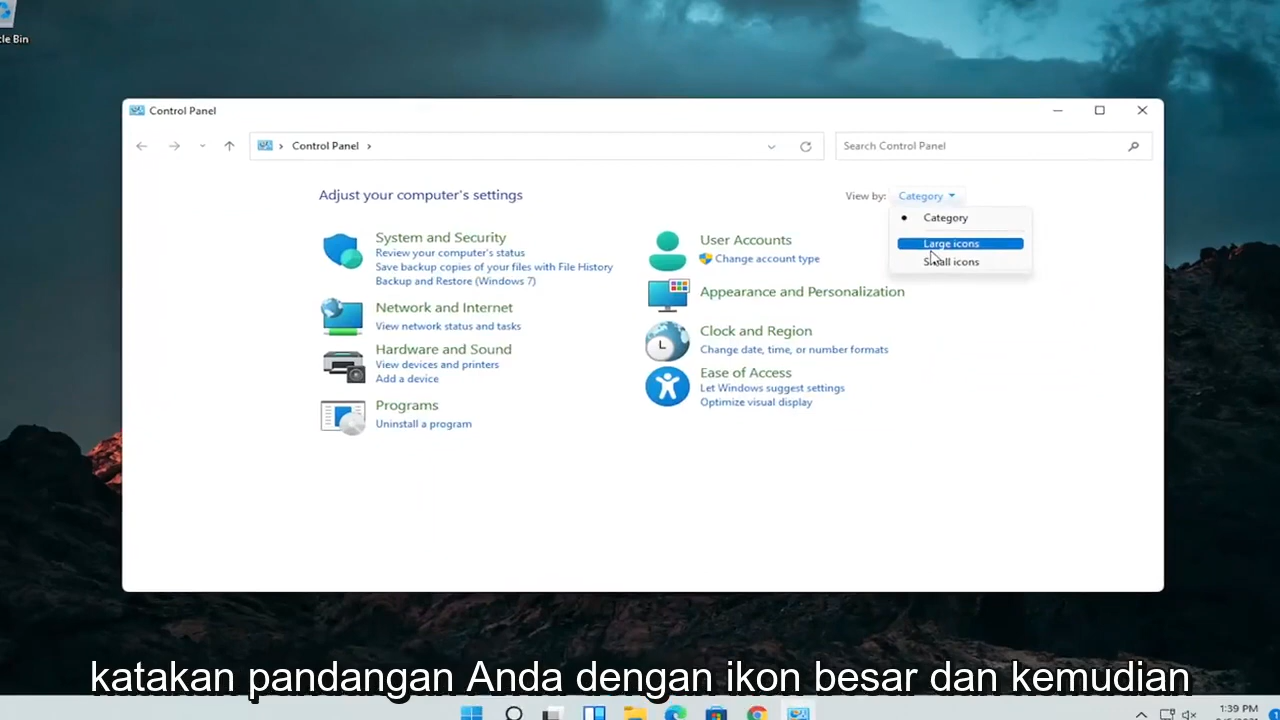 cle Bin
Control Panel
Control Panel
Search Control Panel
Adjust your computer's settings
View by: Category
Category
Large icons
Small icons
System and Security
Review your computer's status
Save backup copies of your files with File History
Backup and Restore (Windows 7)
Network and Internet
View network status and tasks
Hardware and Sound
View devices and printers
Add a device
Programs
Uninstall a program
User Accounts
Change account type
Appearance and Personalization
Clock and Region
Change date, time, or number formats
Ease of Access
Let Windows suggest settings
Optimize visual display
katakan pandangan Anda dengan ikon besar dan kemudian
1:39 PM